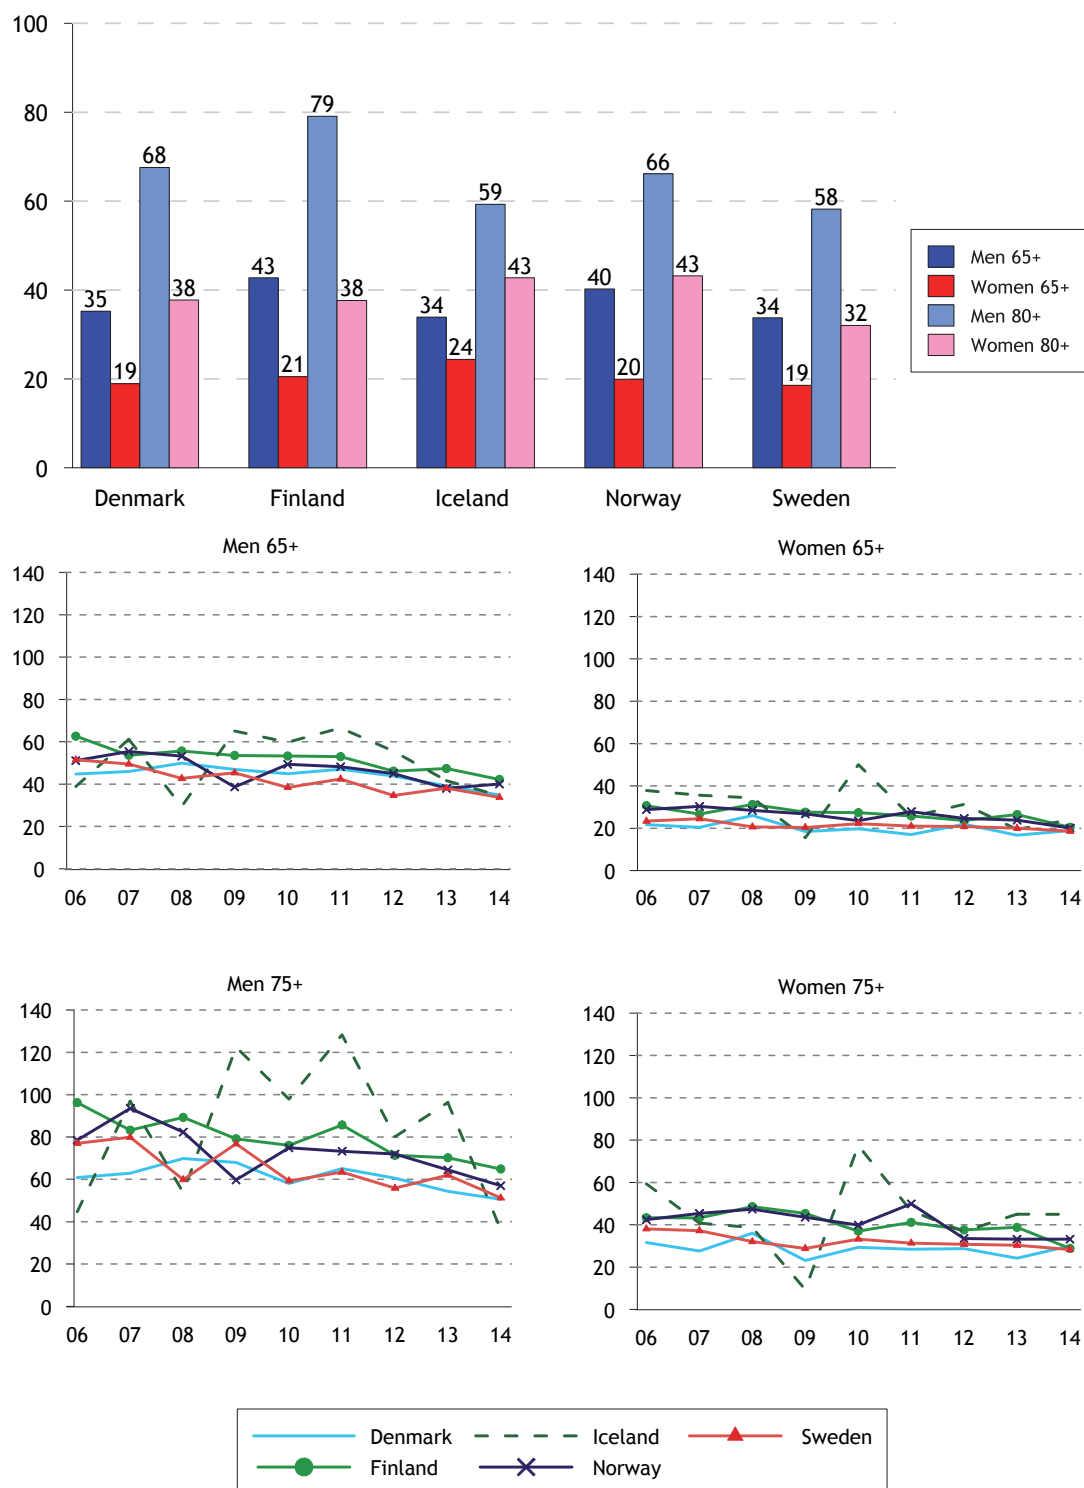 100
80
60
40
20
0
35 19 68 38
43 21 79 38
34 24 59 43
40 20 66 43
34 19 58 32
Denmark Finland Iceland Norway Sweden
Men 65+
Women 65+
Men 80+
Women 80+
Men 65+
140
120
100
80
60
40
20
0
06 07 08 09 10 11 12 13 14
Women 65+
140
120
100
80
60
40
20
0
06 07 08 09 10 11 12 13 14
Men 75+
140
120
100
80
60
40
20
0
06 07 08 09 10 11 12 13 14
Women 75+
140
120
100
80
60
40
20
0
06 07 08 09 10 11 12 13 14
Denmark Iceland Sweden
Finland Norway